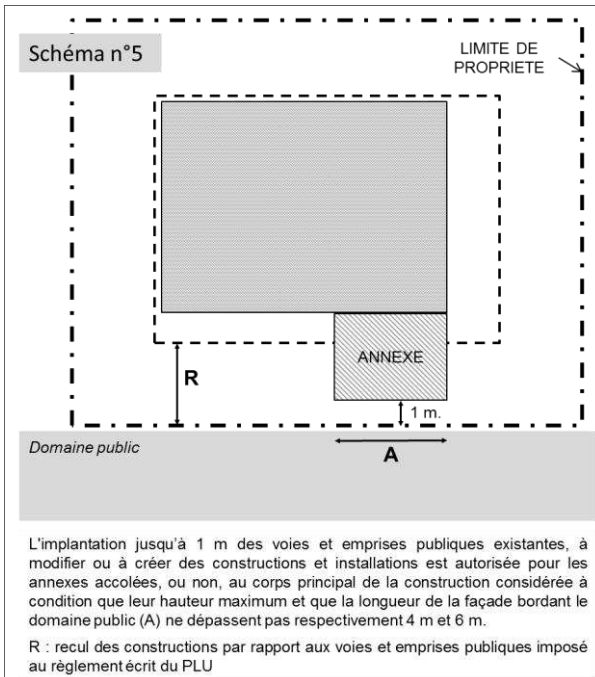 Schéma n°5
LIMITE DE
PROPRIETE
ANNEXE
R
1 m.
A
Domaine public
L'implantation jusqu'à 1 m des voies et emprises publiques existantes, à
modifier ou à créer des constructions et installations est autorisée pour les
annexes accolées, ou non, au corps principal de la construction considérée à
condition que leur hauteur maximum et que la longueur de la façade bordant le
domaine public (A) ne dépassent pas respectivement 4 m et 6 m.
R : recul des constructions par rapport aux voies et emprises publiques imposé
au règlement écrit du PLU